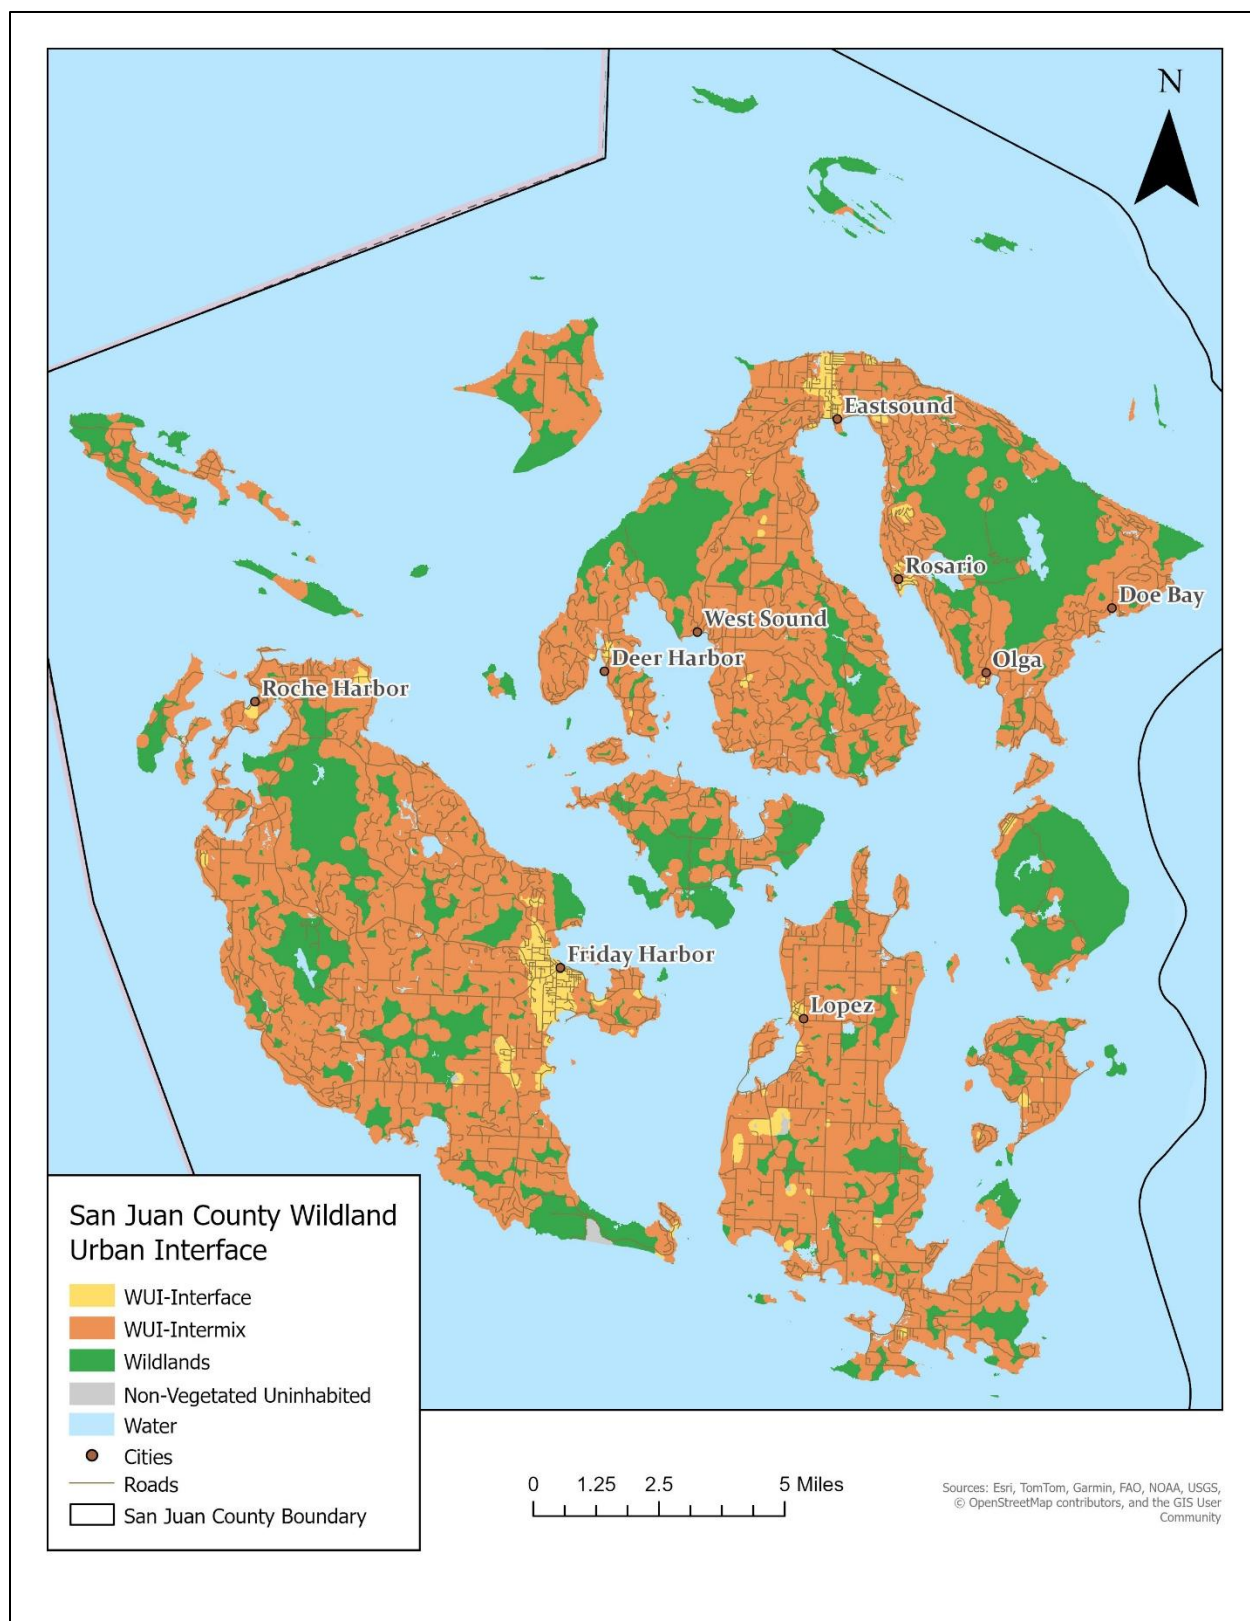 N
Eastsound
Rosario
Doe Bay
West Sound
Deer Harbor
Olga
Roche Harbor
Friday Harbor
Lopez
San Juan County Wildland
Urban Interface
WUI-Interface
WUI-Intermix
Wildlands
Non-Vegetated Uninhabited
Water
Cities
Roads
San Juan County Boundary
0 1.25 2.5 5 Miles
Sources: Esri, TomTom, Garmin, FAO, NOAA, USGS,
© OpenStreetMap contributors, and the GIS User
Community